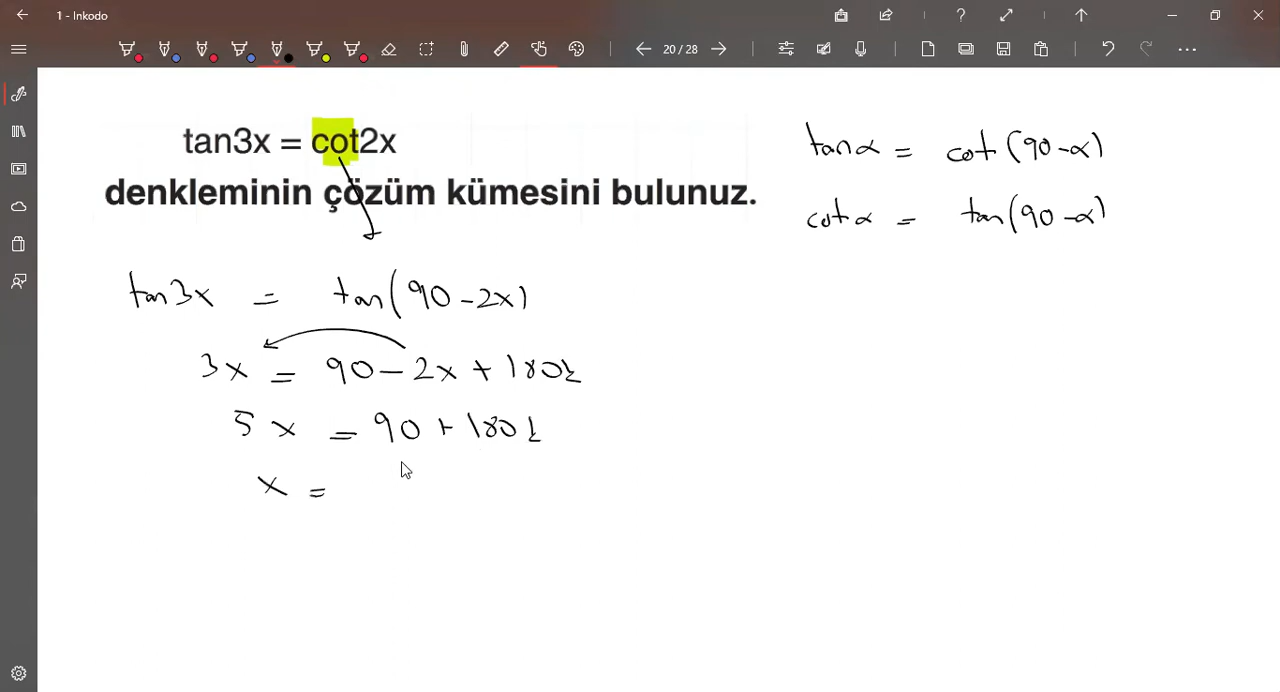 1 - Inkodo
20 / 28
tan3x = cot2x
denkleminin çözüm kümesini bulunuz.
tanα = cot(90-α)
cotα = tan(90-α)
tan3x = tan(90-2x)
3x = 90-2x+180k
5x = 90+180k
x =